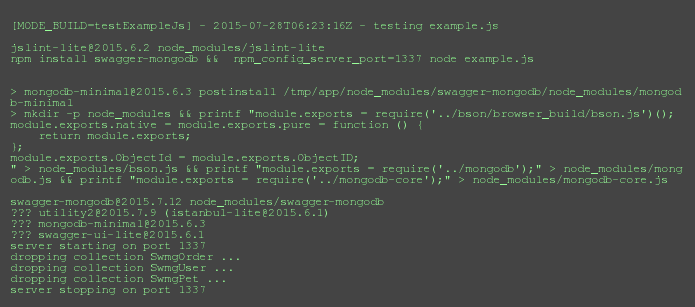 [MODE_BUILD=testExampleJs] - 2015-07-28T06:23:16Z - testing example.js
jslint-lite@2015.6.2 node_modules/jslint-lite
npm install swagger-mongodb &&  npm_config_server_port=1337 node example.js
> mongodb-minimal@2015.6.3 postinstall /tmp/app/node_modules/swagger-mongodb/node_modules/mongod
b-minimal
> mkdir -p node_modules && printf "module.exports = require('../bson/browser_build/bson.js')();
module.exports.native = module.exports.pure = function () {
    return module.exports;
};
module.exports.ObjectId = module.exports.ObjectID;
" > node_modules/bson.js && printf "module.exports = require('../mongodb');" > node_modules/mong
odb.js && printf "module.exports = require('../mongodb-core');" > node_modules/mongodb-core.js
swagger-mongodb@2015.7.12 node_modules/swagger-mongodb
??? utility2@2015.7.9 (istanbul-lite@2015.6.1)
??? mongodb-minimal@2015.6.3
??? swagger-ui-lite@2015.6.1
server starting on port 1337
dropping collection SwmgOrder ...
dropping collection SwmgUser ...
dropping collection SwmgPet ...
server stopping on port 1337